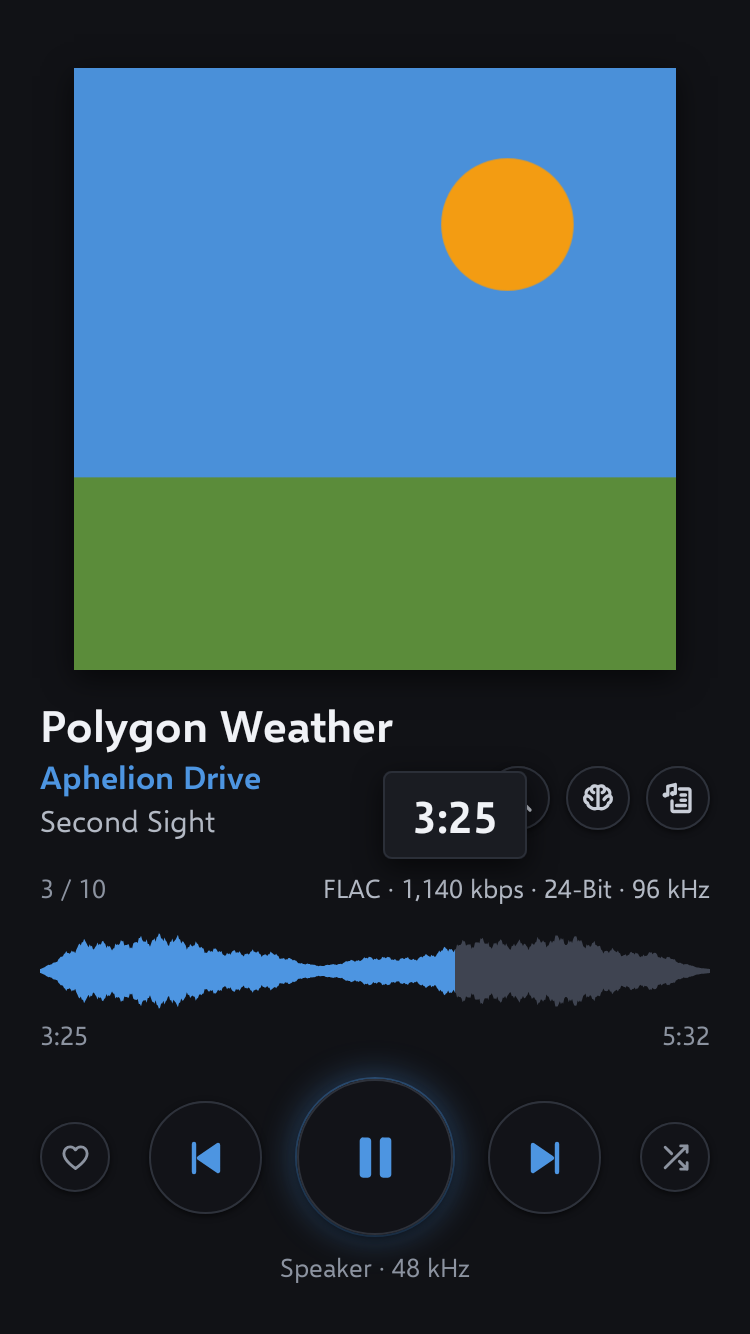 Polygon Weather
Aphelion Drive
Second Sight
3:25
3 / 10
FLAC · 1,140 kbps · 24-Bit · 96 kHz
3:25
5:32
Speaker · 48 kHz